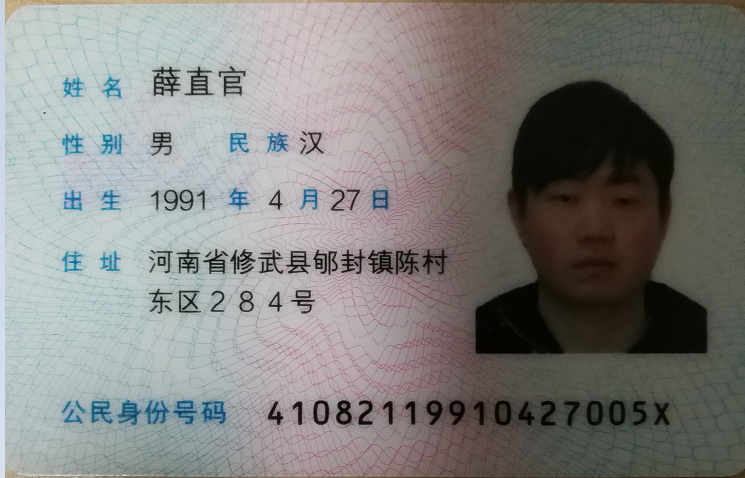 姓名 薛直官
性别 男 民族 汉
出生 1991 年 4 月 27 日
住址 河南省修武县郇封镇陈村
东区２８４号
公民身份号码 41082119910427005X